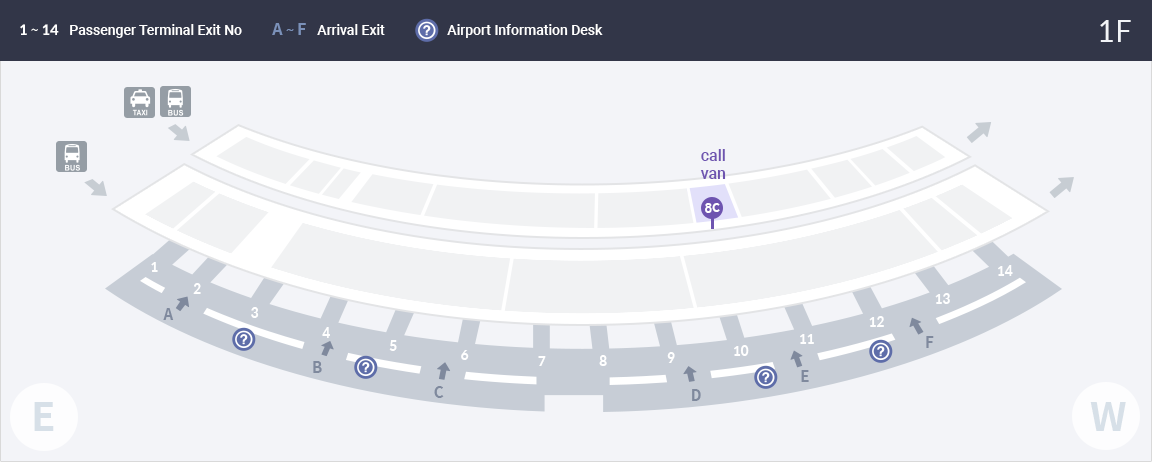 1 ~ 14 Passenger Terminal Exit No A ~ F Arrival Exit ? Airport Information Desk 1F
TAXI BUS
BUS
call
van
8C
1 2 3 4 5 6 7 8 9 10 11 12 13 14
A B C D E F
? ? ? ?
E W